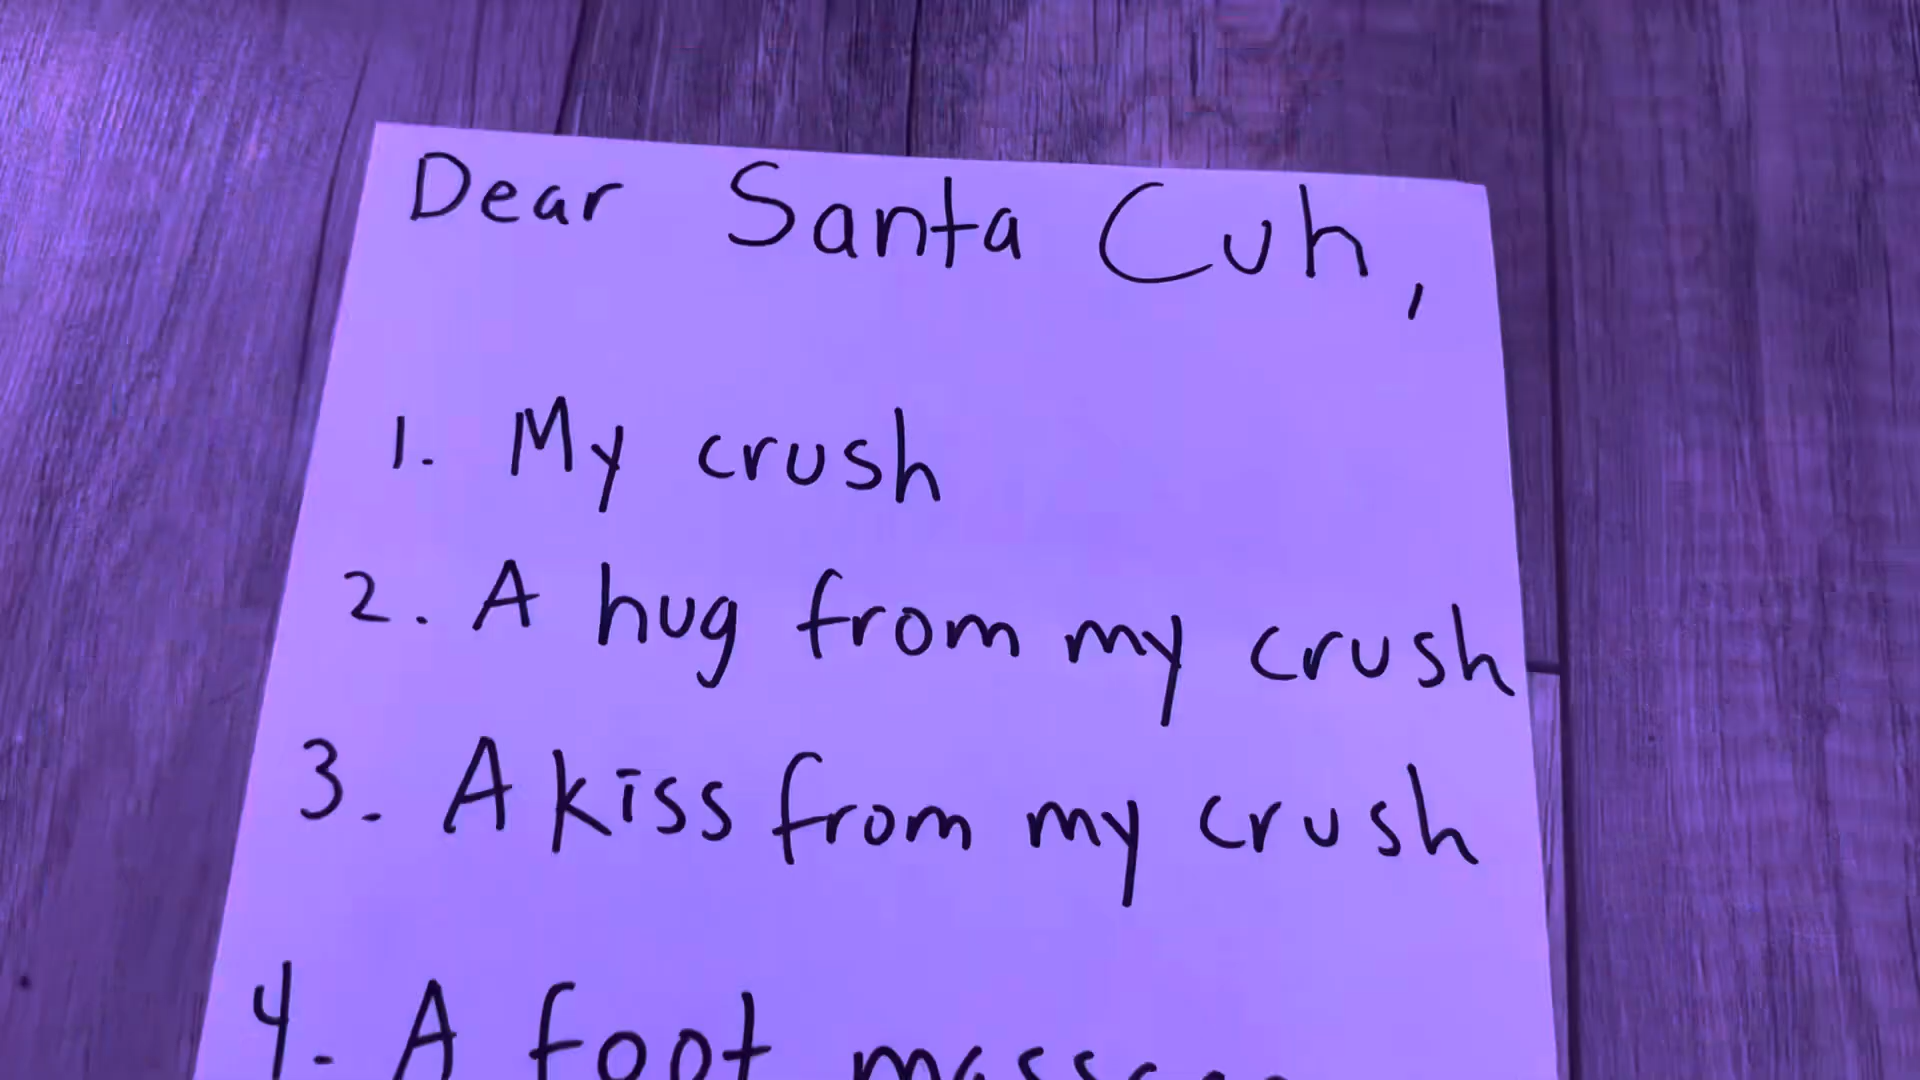 Dear Santa Cuh,
1. My crush
2. A hug from my crush
3. A kiss from my crush
4. A foot